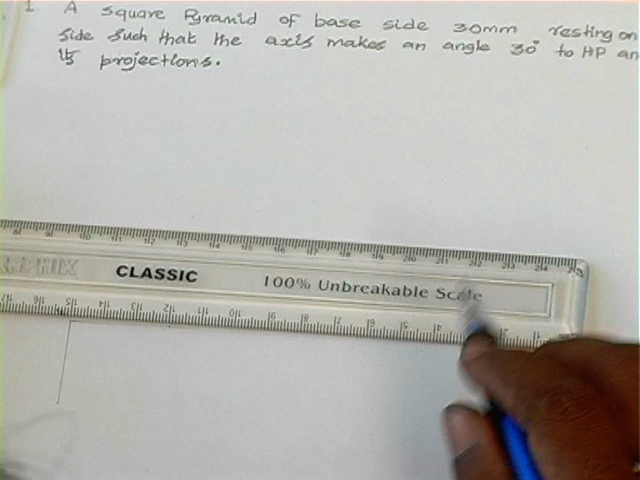 1. A square Pyramid of base side 30mm resting on
side such that the axis makes an angle 30° to HP an
its projections.
CLASSIC 100% Unbreakable Scale